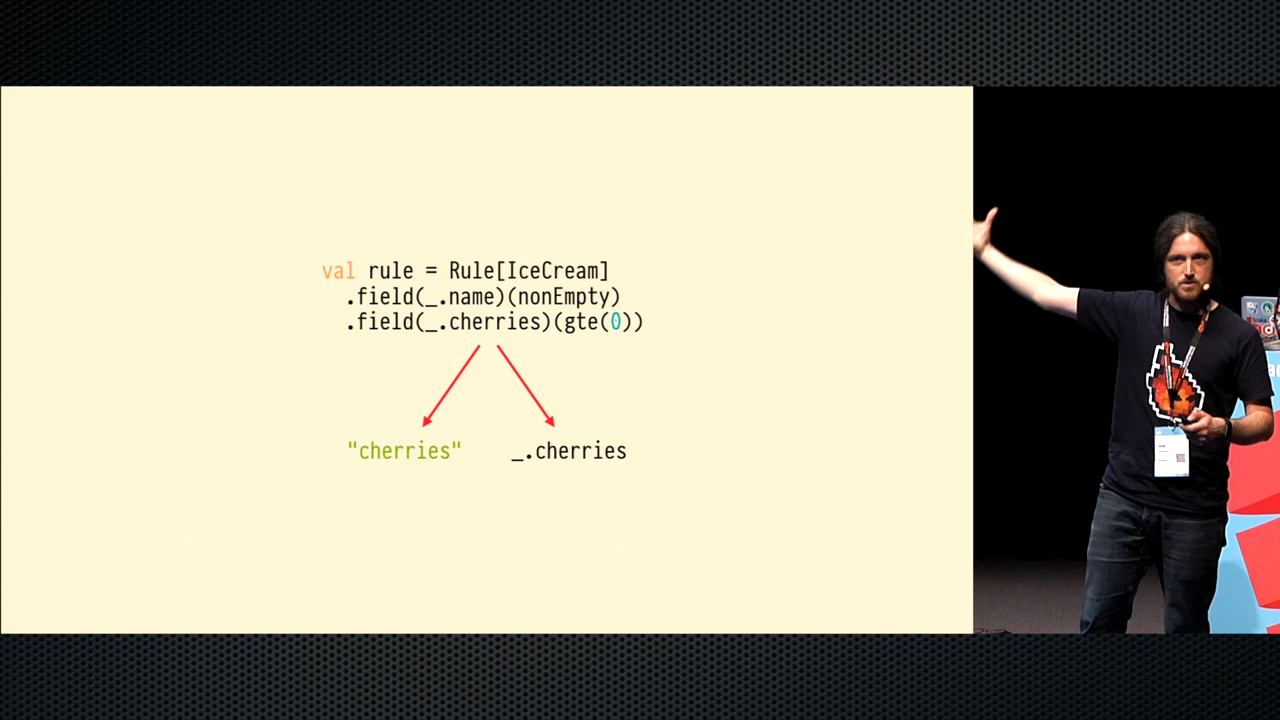 val rule = Rule[IceCream]
.field(_.name)(nonEmpty)
.field(_.cherries)(gte(0))
"cherries" _.cherries